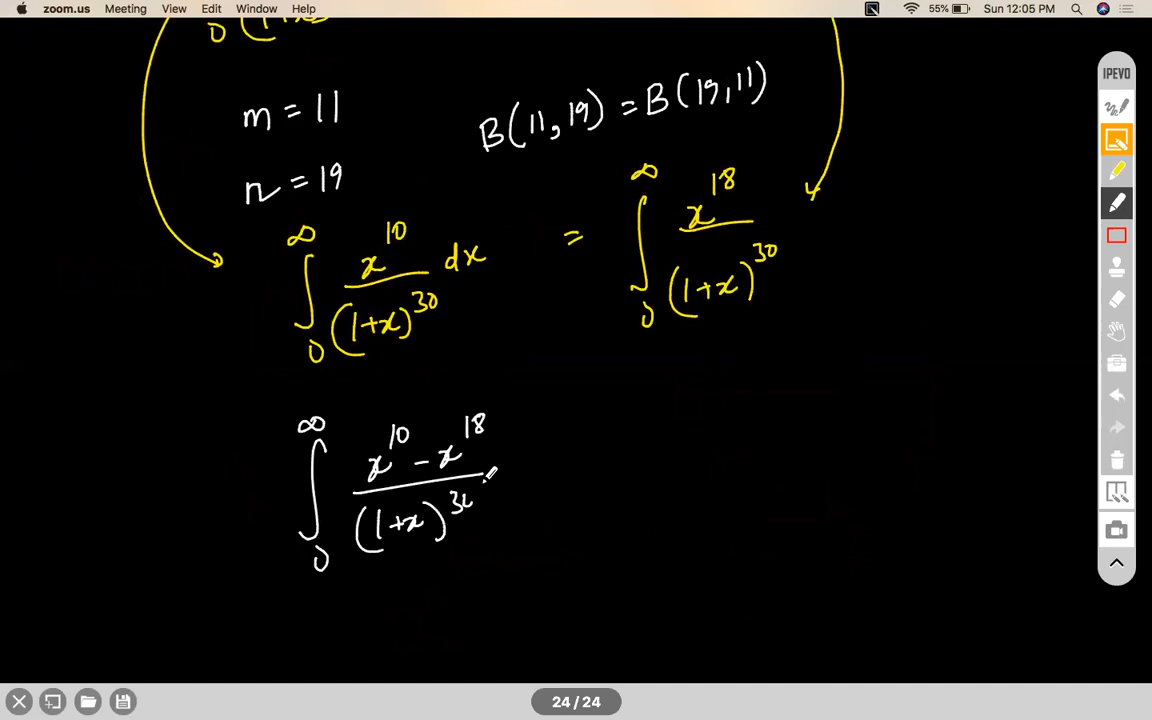 zoom.us Meeting View Edit Window Help 55% Sun 12:05 PM
IPEVO
m = 11
B(11, 19) = B(19, 11)
n = 19
∫₀^∞ x^10/(1+x)^30 dx = ∫₀^∞ x^18/(1+x)^30
∫₀^∞ (x^10 - x^18)/(1+x)^30
24 / 24